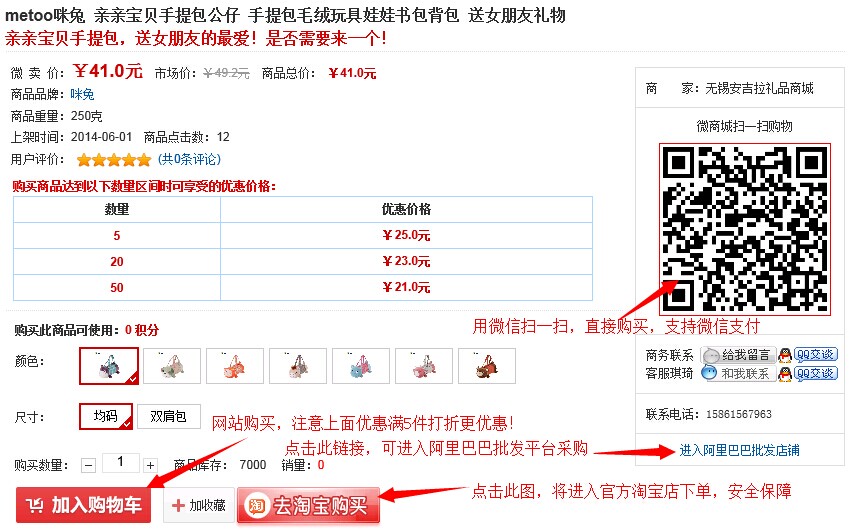 metoo咪兔 亲亲宝贝手提包公仔 手提包毛绒玩具娃娃书包背包 送女朋友礼物
亲亲宝贝手提包，送女朋友的最爱！是否需要来一个！
微 卖 价： ￥41.0元 市场价：￥49.2元 商品总价： ￥41.0元
商品品牌：咪兔
商品重量：250克
上架时间：2014-06-01 商品点击数：12
用户评价： (共0条评论)
购买商品达到以下数量区间时可享受的优惠价格：
数量 优惠价格
5 ￥25.0元
20 ￥23.0元
50 ￥21.0元
购买此商品可使用：0 积分
颜色：
尺寸： 均码 双肩包
网站购买，注意上面优惠满5件打折更优惠！
点击此链接，可进入阿里巴巴批发平台采购
购买数量： － 1 + 商品库存： 7000 销量：0
加入购物车 +加收藏 淘 去淘宝购买
点击此图，将进入官方淘宝店下单，安全保障
商 家：无锡安吉拉礼品商城
微商城扫一扫购物
用微信扫一扫，直接购买，支持微信支付
商务联系 给我留言 QQ交谈
客服琪琦 和我联系 QQ交谈
联系电话：15861567963
进入阿里巴巴批发店铺